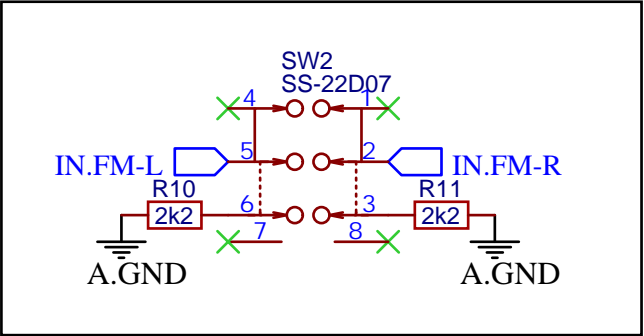 SW2
SS-22D07
4 1
5 2
IN.FM-L IN.FM-R
R10 R11
2k2 6 3 2k2
7 8
A.GND A.GND